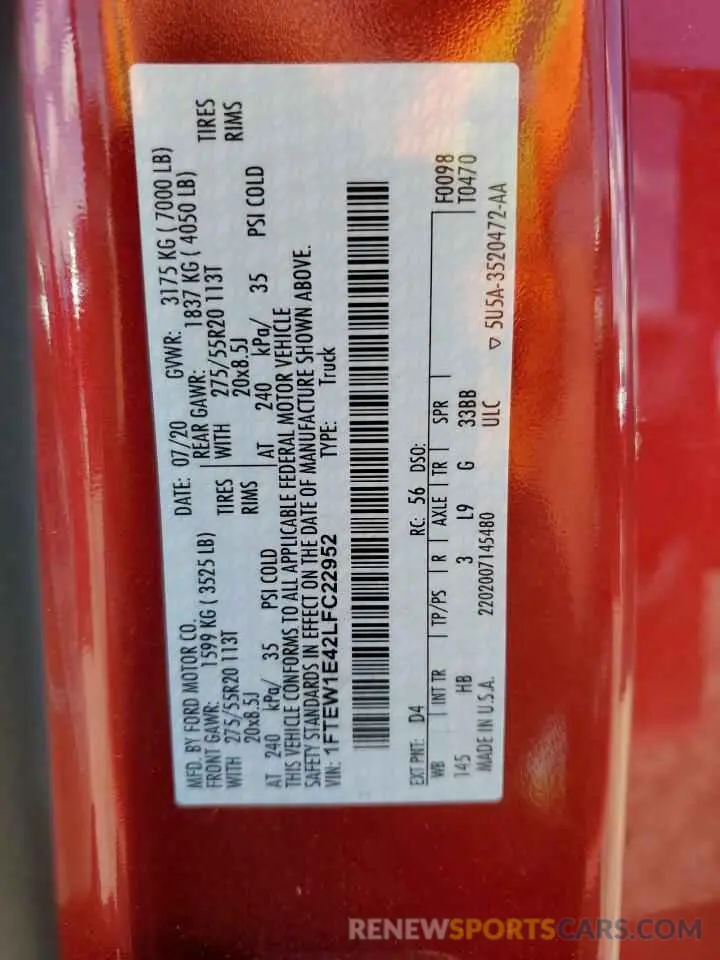 MFD. BY FORD MOTOR CO. DATE: 07/20 GVWR: 3175 KG ( 7000 LB)
FRONT GAWR: 1599 KG ( 3525 LB) REAR GAWR: 1837 KG ( 4050 LB)
WITH 275/55R20 113T TIRES WITH 275/55R20 113T TIRES
20x8.5J RIMS 20x8.5J RIMS
AT 240 kPa/ 35 PSI COLD AT 240 kPa/ 35 PSI COLD
THIS VEHICLE CONFORMS TO ALL APPLICABLE FEDERAL MOTOR VEHICLE
SAFETY STANDARDS IN EFFECT ON THE DATE OF MANUFACTURE SHOWN ABOVE.
VIN: 1FTEW1E42LFC22952 TYPE: Truck
EXT PNT: D4 RC: 56 DSO: F0098
WB INT TR TP/PS R AXLE TR SPR T0470
145 HB 3 L9 G 33BB
MADE IN U.S.A. 2202007145480 ULC ▽ 5U5A-3520472-AA
RENEWSPORTSCARS.COM